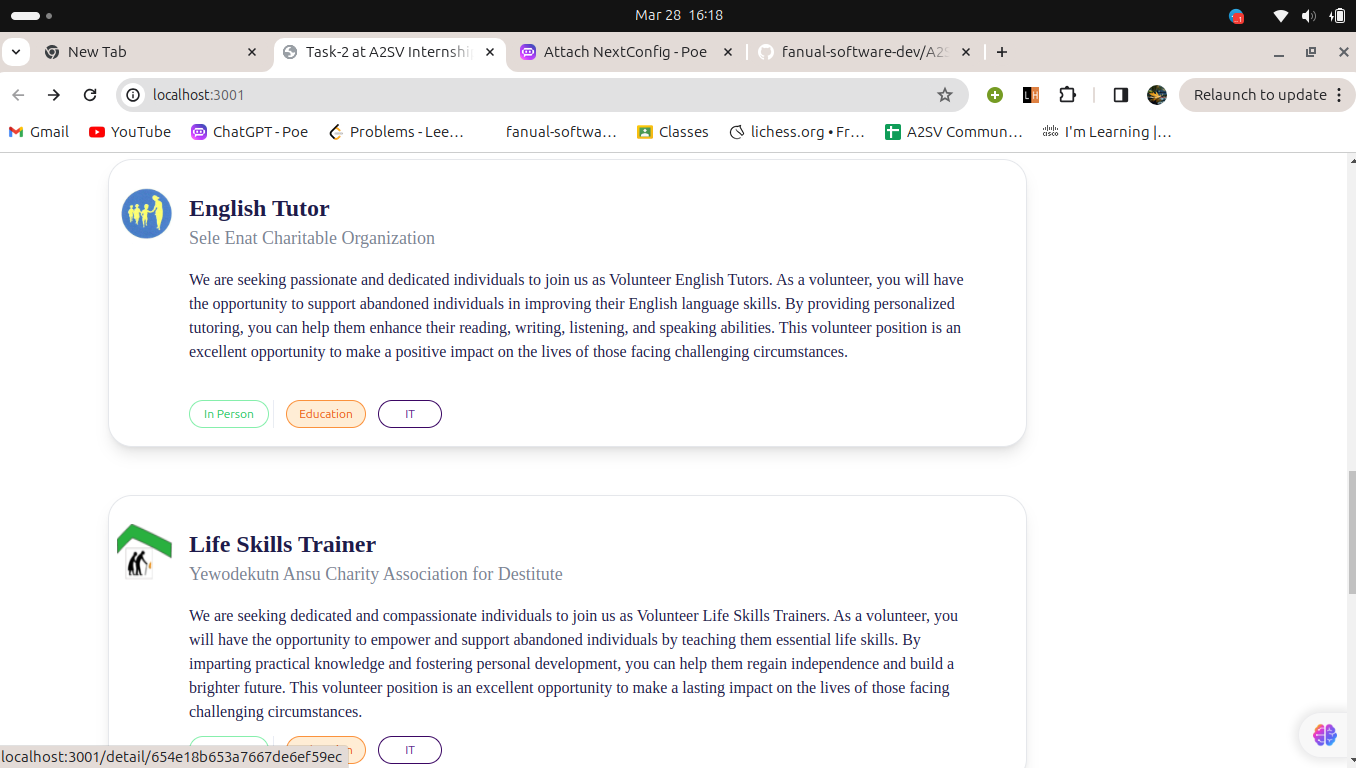 Mar 28 16:18
New Tab
Task-2 at A2SV Internshi
Attach NextConfig - Poe
fanual-software-dev/A2S
localhost:3001
Relaunch to update
Gmail
YouTube
ChatGPT - Poe
Problems - Lee...
fanual-softwa...
Classes
lichess.org • Fr...
A2SV Commun...
I'm Learning |...
English Tutor
Sele Enat Charitable Organization
We are seeking passionate and dedicated individuals to join us as Volunteer English Tutors. As a volunteer, you will have
the opportunity to support abandoned individuals in improving their English language skills. By providing personalized
tutoring, you can help them enhance their reading, writing, listening, and speaking abilities. This volunteer position is an
excellent opportunity to make a positive impact on the lives of those facing challenging circumstances.
In Person
Education
IT
Life Skills Trainer
Yewodekutn Ansu Charity Association for Destitute
We are seeking dedicated and compassionate individuals to join us as Volunteer Life Skills Trainers. As a volunteer, you
will have the opportunity to empower and support abandoned individuals by teaching them essential life skills. By
imparting practical knowledge and fostering personal development, you can help them regain independence and build a
brighter future. This volunteer position is an excellent opportunity to make a lasting impact on the lives of those facing
challenging circumstances.
IT
localhost:3001/detail/654e18b653a7667de6ef59ec